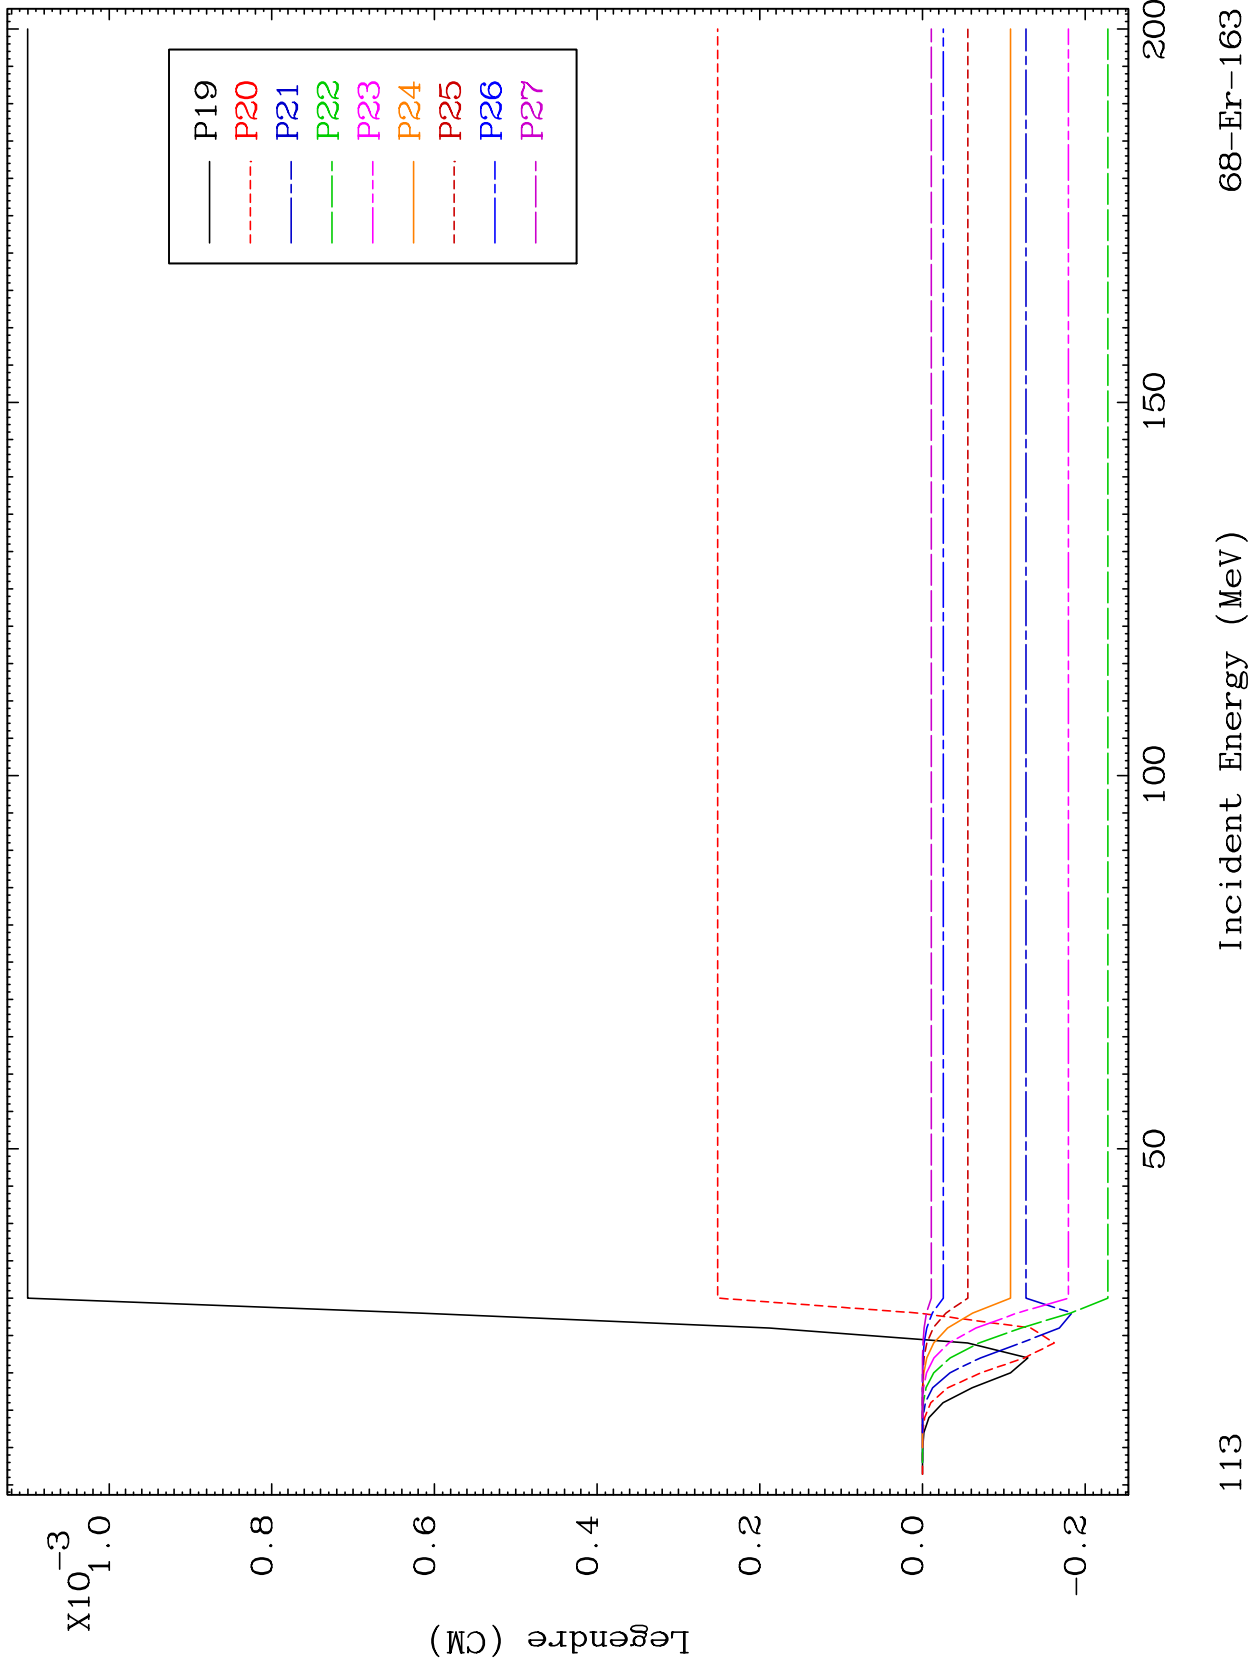 X10-3
1.0
0.8
0.6
0.4
0.2
0.0
-0.2
Legendre (CM)
P19
P20
P21
P22
P23
P24
P25
P26
P27
50
100
150
200
Incident Energy (MeV)
113
68-Er-163